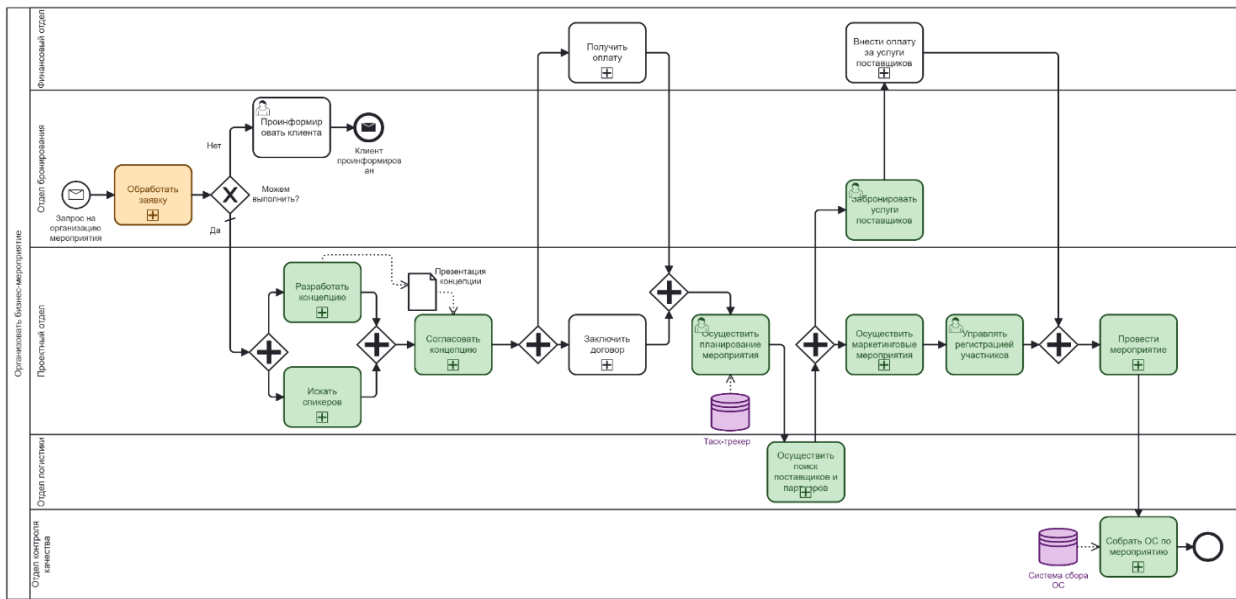 Организовать бизнес-мероприятие
Финансовый отдел
Получить
оплату
Внести оплату
за услуги
поставщиков
Отдел бронирования
Запрос на
организацию
мероприятия
Обработать
заявку
Можем
выполнить?
Нет
Да
Проинформир
овать клиента
Клиент
проинформиров
ан
Забронировать
услуги
поставщиков
Проектный отдел
Разработать
концепцию
Искать
спикеров
Презентация
концепции
Согласовать
концепцию
Заключить
договор
Осуществить
планирование
мероприятия
Таск-трекер
Осуществить
маркетинговые
мероприятия
Управлять
регистрацией
участников
Провести
мероприятие
Отдел логистики
Осуществить
поиск
поставщиков и
партнеров
Отдел контроля
качества
Система сбора
ОС
Собрать ОС по
мероприятию